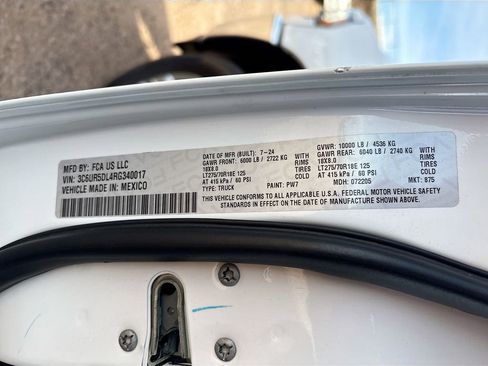 MFD BY: FCA US LLC
VIN: 3C6UR5DL4RG340017
VEHICLE MADE IN: MEXICO
DATE OF MFR (BUILT): 7-24
GAWR FRONT: 6000 LB / 2722 KG
18X8.0 RIMS
LT275/70R18E 125 TIRES
AT 415 kPa / 60 PSI COLD
TYPE: TRUCK PAINT: PW7
GVWR: 10000 LB / 4536 KG
GAWR REAR: 6040 LB / 2740 KG
18X8.0 RIMS
LT275/70R18E 125 TIRES
AT 415 kPa / 60 PSI COLD
MDH: 072205 MKT: 875
THIS VEHICLE CONFORMS TO ALL APPLICABLE U.S.A. FEDERAL MOTOR VEHICLE SAFETY
STANDARDS IN EFFECT ON THE DATE OF MANUFACTURE SHOWN ABOVE.